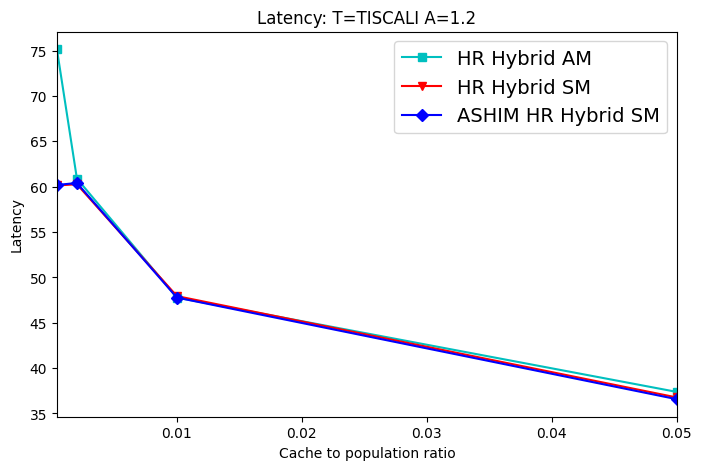 Latency: T=TISCALI A=1.2
HR Hybrid AM
HR Hybrid SM
ASHIM HR Hybrid SM
Latency
75
70
65
60
55
50
45
40
35
0.01
0.02
0.03
0.04
0.05
Cache to population ratio